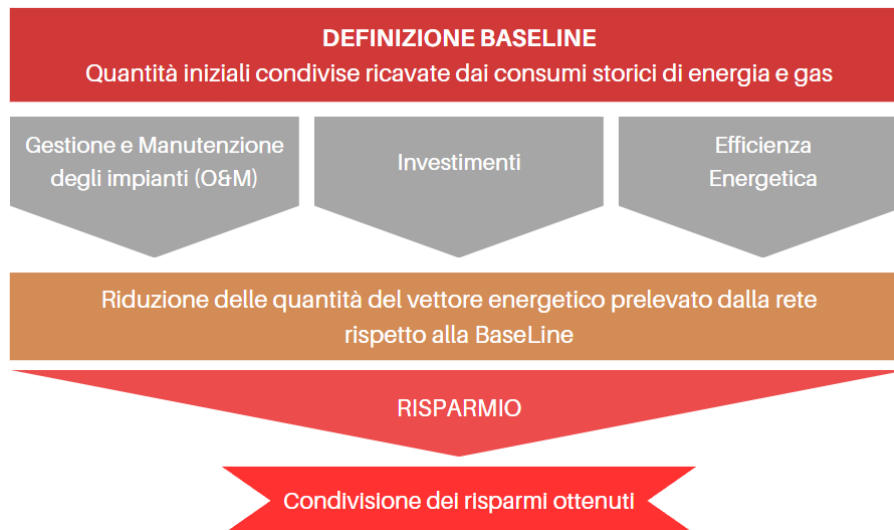 DEFINIZIONE BASELINE
Quantità iniziali condivise ricavate dai consumi storici di energia e gas
Gestione e Manutenzione
degli impianti (O&M)
Investimenti
Efficienza
Energetica
Riduzione delle quantità del vettore energetico prelevato dalla rete
rispetto alla BaseLine
RISPARMIO
Condivisione dei risparmi ottenuti